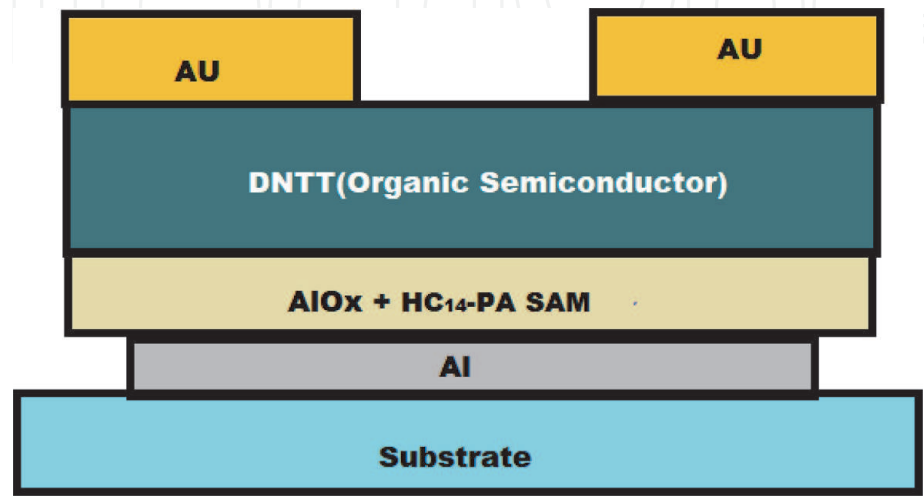 AU
AU
DNTT(Organic Semiconductor)
AlOx + HC₁₄-PA SAM
Al
Substrate